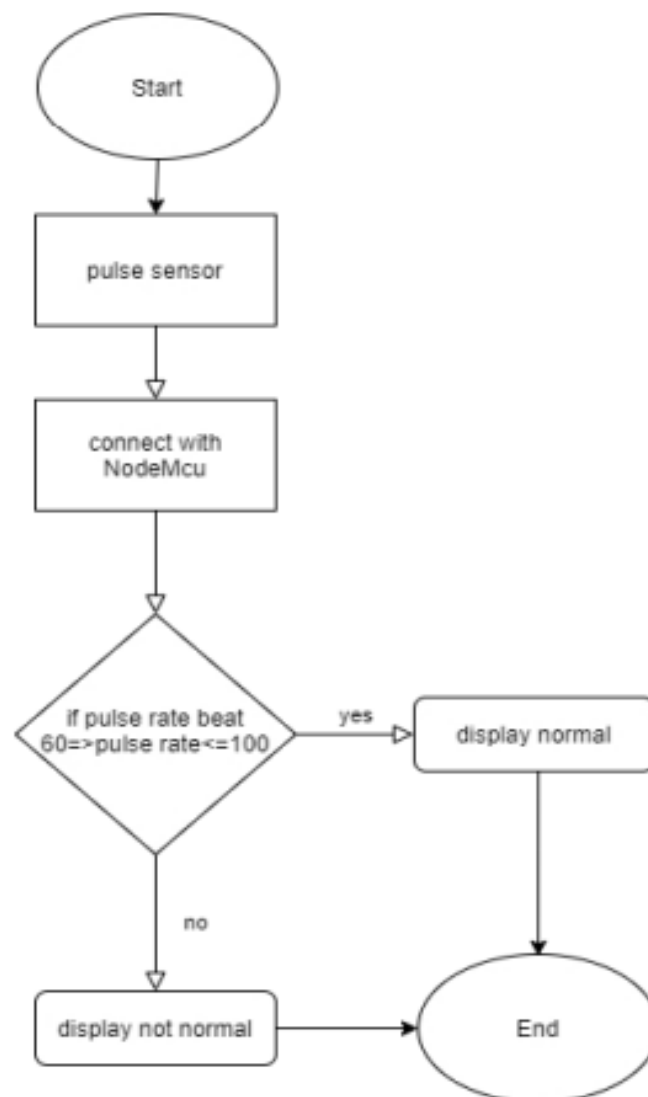 Start
pulse sensor
connect with
NodeMcu
if pulse rate beat
60=>pulse rate<=100
yes
display normal
no
display not normal
End